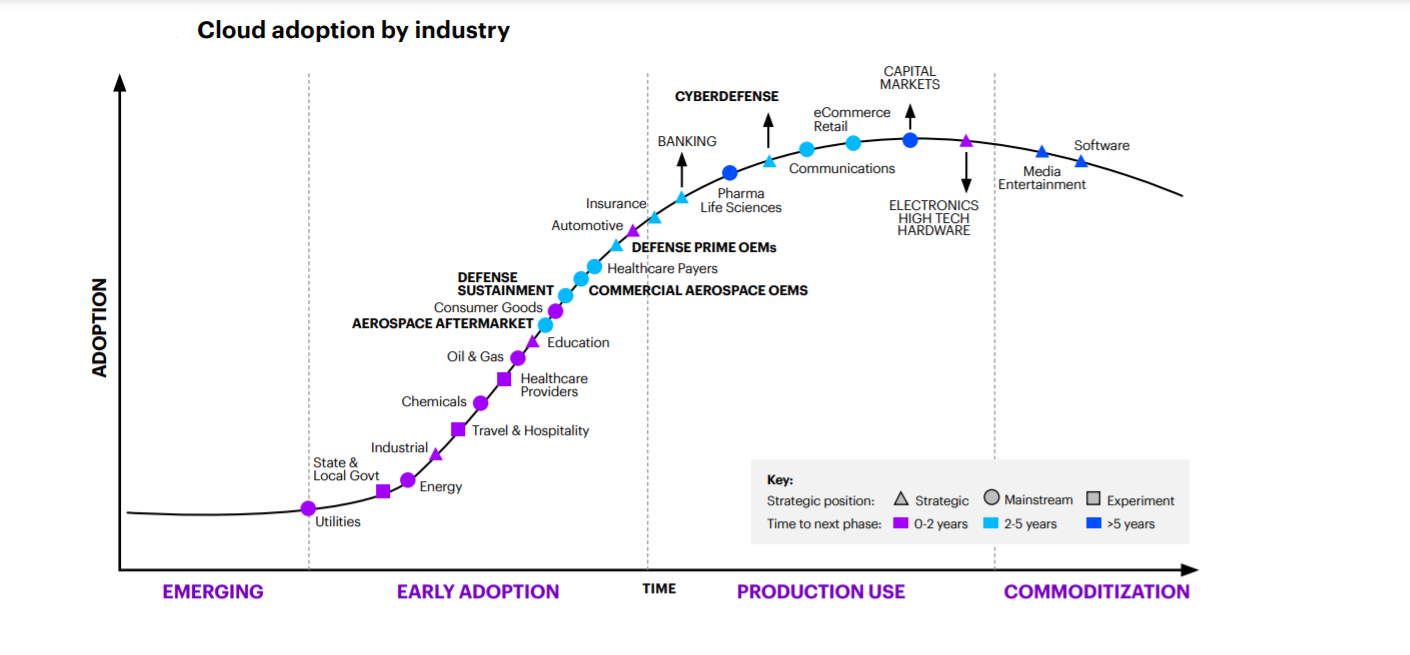 Cloud adoption by industry
CAPITAL
MARKETS
CYBERDEFENSE
eCommerce
Retail
BANKING
Software
Communications
Media
Entertainment
Pharma
Life Sciences
Insurance
ELECTRONICS
HIGH TECH
HARDWARE
Automotive
DEFENSE PRIME OEMs
Healthcare Payers
DEFENSE
SUSTAINMENT
COMMERCIAL AEROSPACE OEMS
Consumer Goods
AEROSPACE AFTERMARKET
Education
Oil & Gas
Healthcare
Providers
Chemicals
Travel & Hospitality
Industrial
State &
Local Govt
Energy
Utilities
ADOPTION
Key:
Strategic position: Strategic Mainstream Experiment
Time to next phase: 0-2 years 2-5 years >5 years
EMERGING EARLY ADOPTION TIME PRODUCTION USE COMMODITIZATION